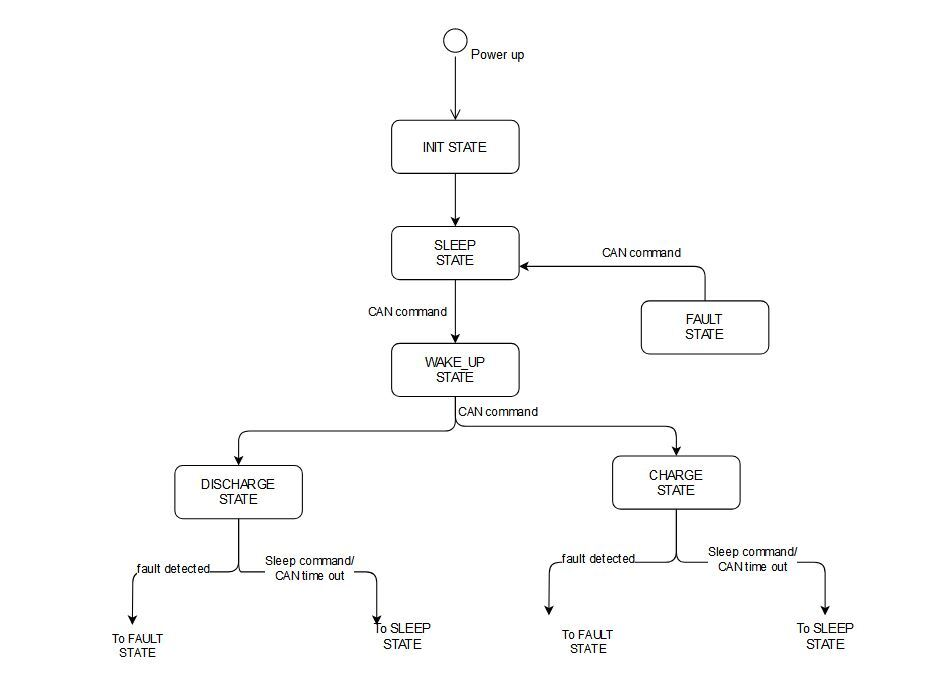 Power up
INIT STATE
SLEEP
STATE
CAN command
CAN command
FAULT
STATE
WAKE_UP
STATE
CAN command
DISCHARGE
STATE
CHARGE
STATE
fault detected
Sleep command/
CAN time out
fault detected
Sleep command/
CAN time out
To FAULT
STATE
To SLEEP
STATE
To FAULT
STATE
To SLEEP
STATE